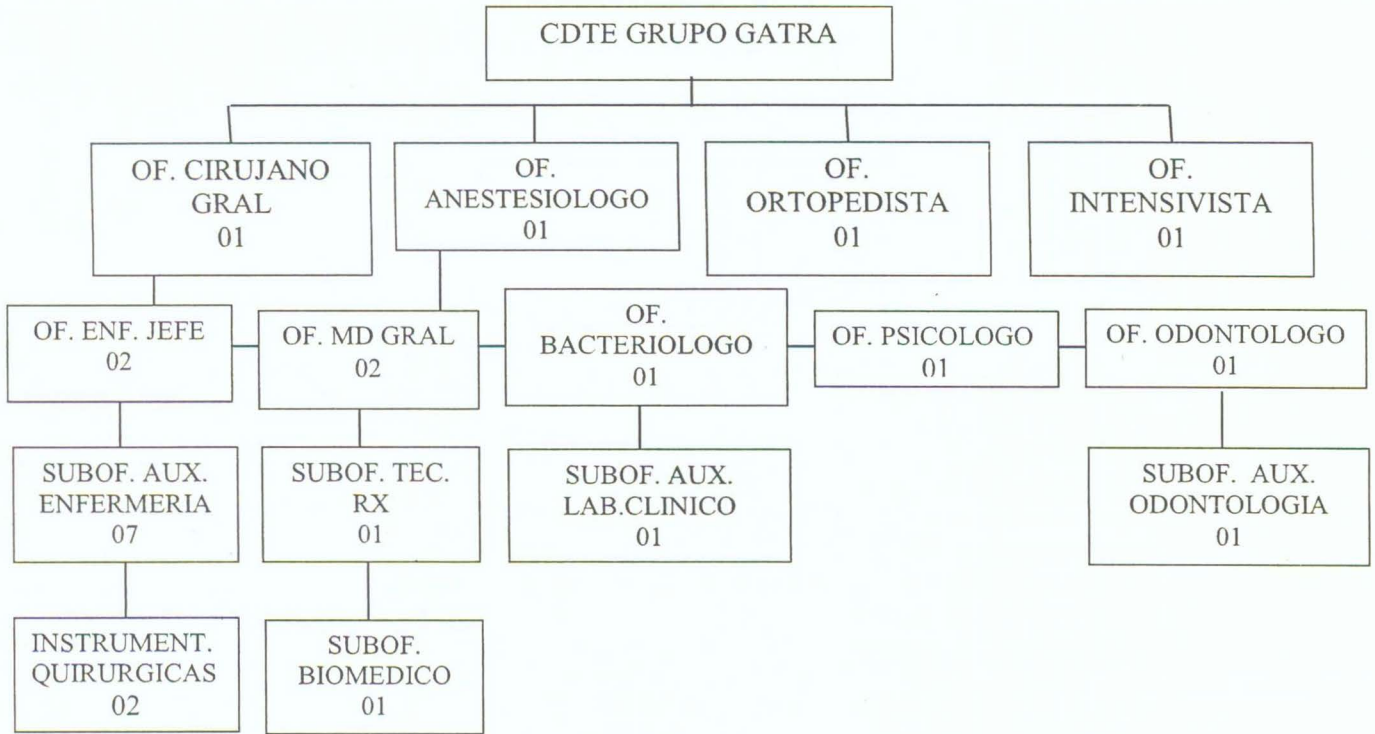 CDTE GRUPO GATRA
OF. CIRUJANO
GRAL
01
OF.
ANESTESIOLOGO
01
OF.
ORTOPEDISTA
01
OF.
INTENSIVISTA
01
OF. ENF. JEFE
02
OF. MD GRAL
02
OF.
BACTERIOLOGO
01
OF. PSICOLOGO
01
OF. ODONTOLOGO
01
SUBOF. AUX.
ENFERMERIA
07
SUBOF. TEC.
RX
01
SUBOF. AUX.
LAB.CLINICO
01
SUBOF. AUX.
ODONTOLOGIA
01
INSTRUMENT.
QUIRURGICAS
02
SUBOF.
BIOMEDICO
01